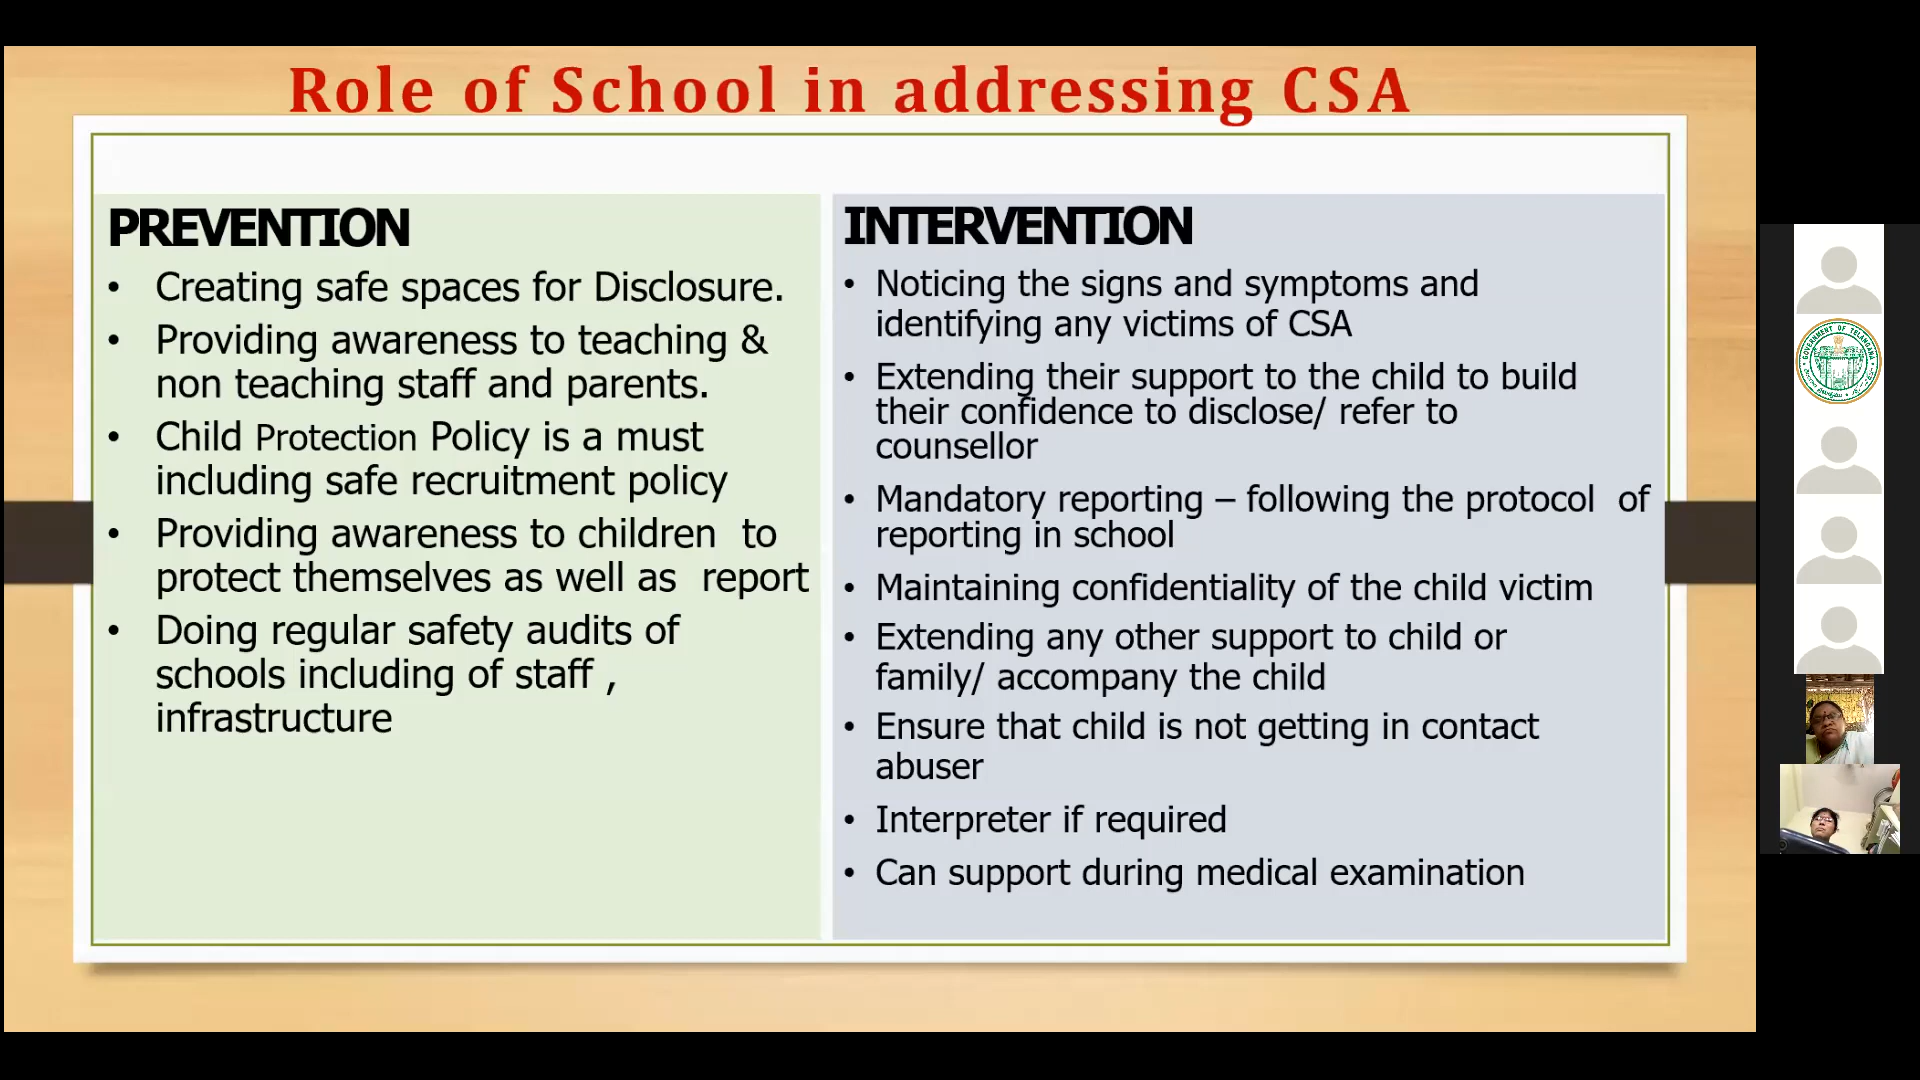 Role of School in addressing CSA
PREVENTION
• Creating safe spaces for Disclosure.
• Providing awareness to teaching &
non teaching staff and parents.
• Child Protection Policy is a must
including safe recruitment policy
• Providing awareness to children  to
protect themselves as well as  report
• Doing regular safety audits of
schools including of staff ,
infrastructure
INTERVENTION
• Noticing the signs and symptoms and
identifying any victims of CSA
• Extending their support to the child to build
their confidence to disclose/ refer to
counsellor
• Mandatory reporting – following the protocol  of
reporting in school
• Maintaining confidentiality of the child victim
• Extending any other support to child or
family/ accompany the child
• Ensure that child is not getting in contact
abuser
• Interpreter if required
• Can support during medical examination
GOVERNMENT OF TELANGANA